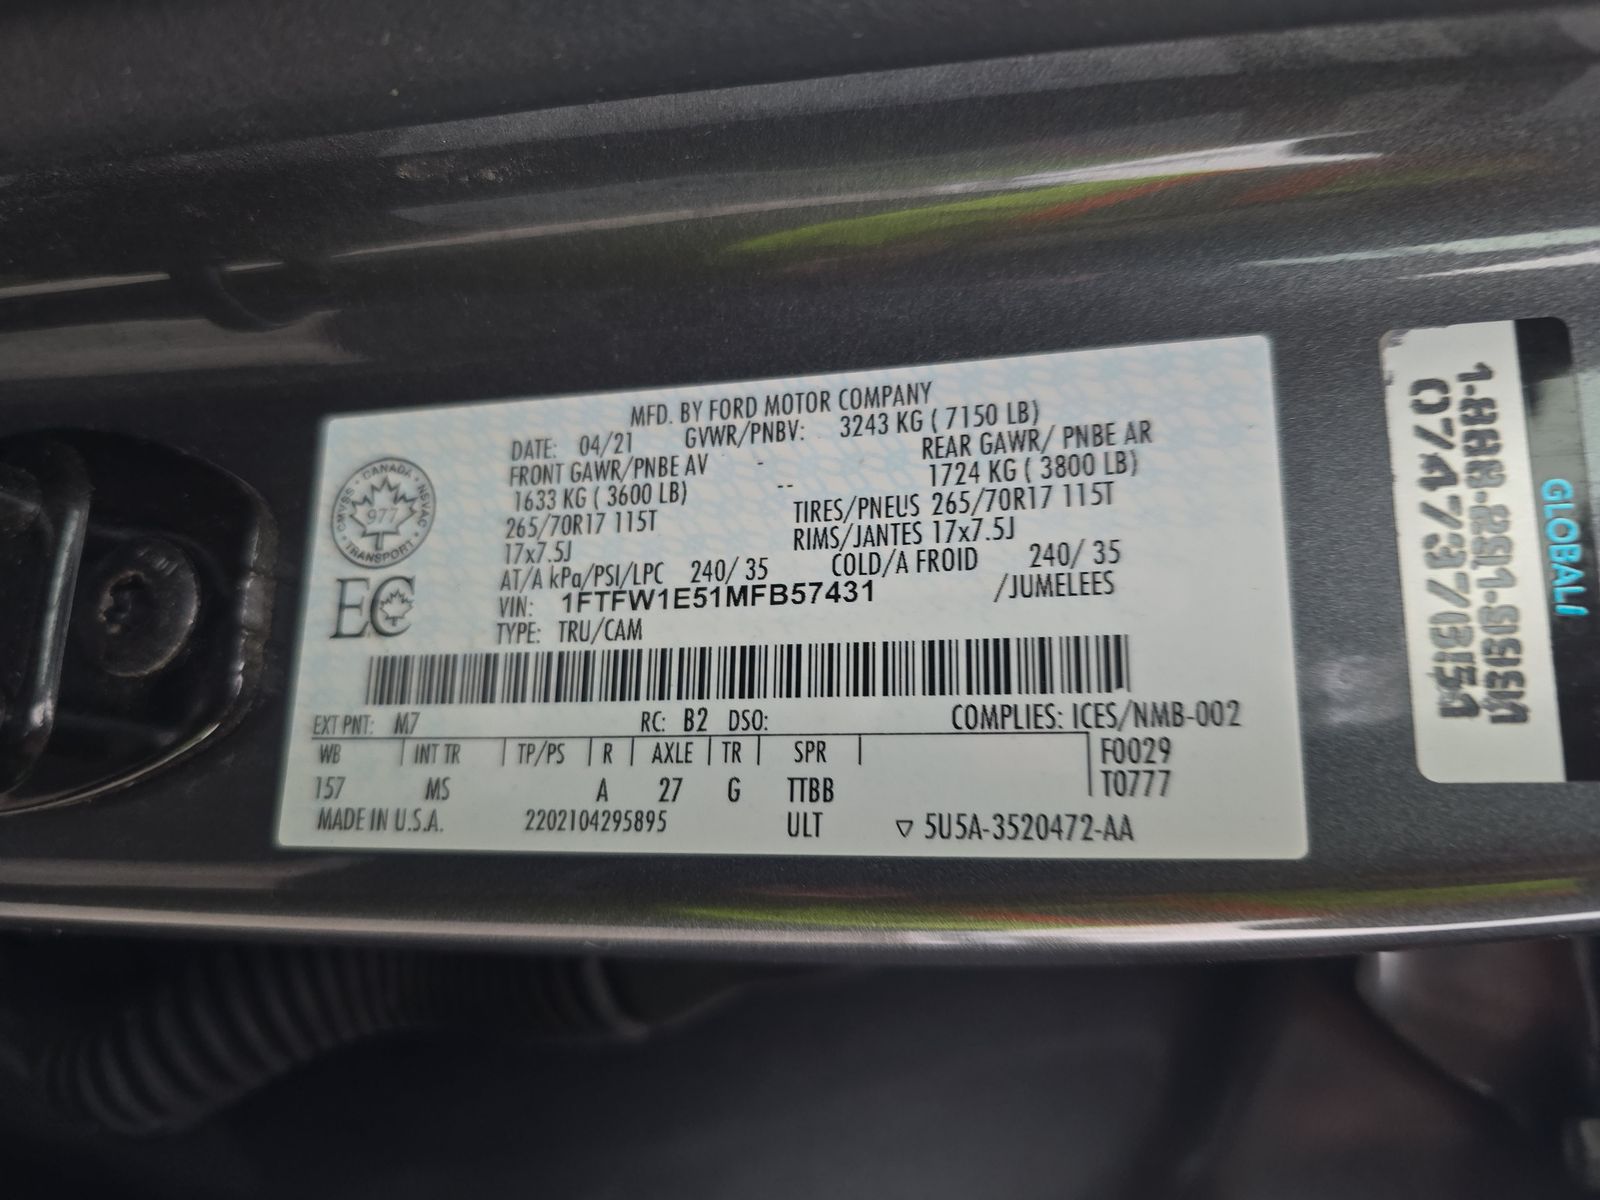 MFD. BY FORD MOTOR COMPANY
DATE: 04/21 GVWR/PNBV: 3243 KG ( 7150 LB)
FRONT GAWR/PNBE AV - REAR GAWR/ PNBE AR
1633 KG ( 3600 LB) -- 1724 KG ( 3800 LB)
265/70R17 115T TIRES/PNEUS 265/70R17 115T
17x7.5J RIMS/JANTES 17x7.5J
AT/A kPa/PSI/LPC 240/ 35 COLD/A FROID 240/ 35
VIN: 1FTFW1E51MFB57431 /JUMELEES
TYPE: TRU/CAM
CANADA
CMVSS NSVAC
977
TRANSPORT
EC
EXT PNT: M7 RC: B2 DSO: COMPLIES: ICES/NMB-002
WB INT TR TP/PS R AXLE TR SPR F0029
157 MS A 27 G TTBB T0777
MADE IN U.S.A. 2202104295895 ULT 5U5A-3520472-AA
GLOBALI